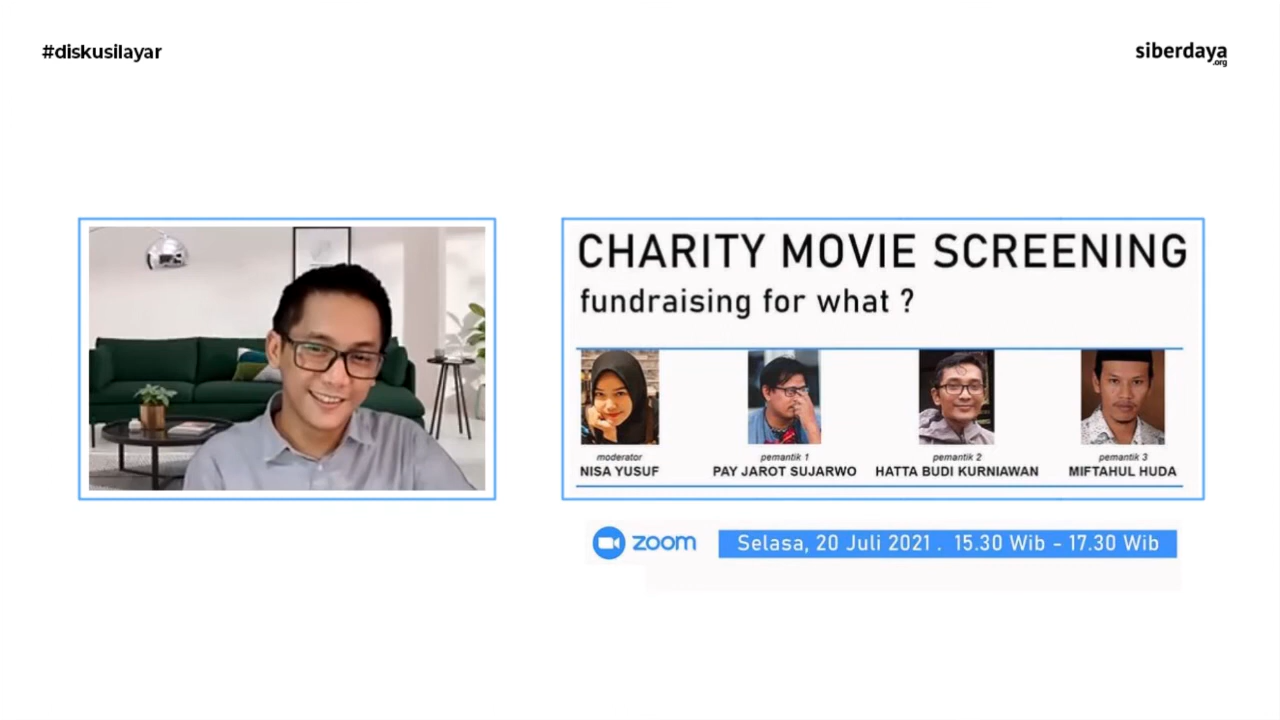 #diskusilayar
siberdaya
.org
CHARITY MOVIE SCREENING
fundraising for what ?
moderator
NISA YUSUF
pemantik 1
PAY JAROT SUJARWO
pemantik 2
HATTA BUDI KURNIAWAN
pemantik 3
MIFTAHUL HUDA
zoom
Selasa, 20 Juli 2021 . 15.30 Wib - 17.30 Wib